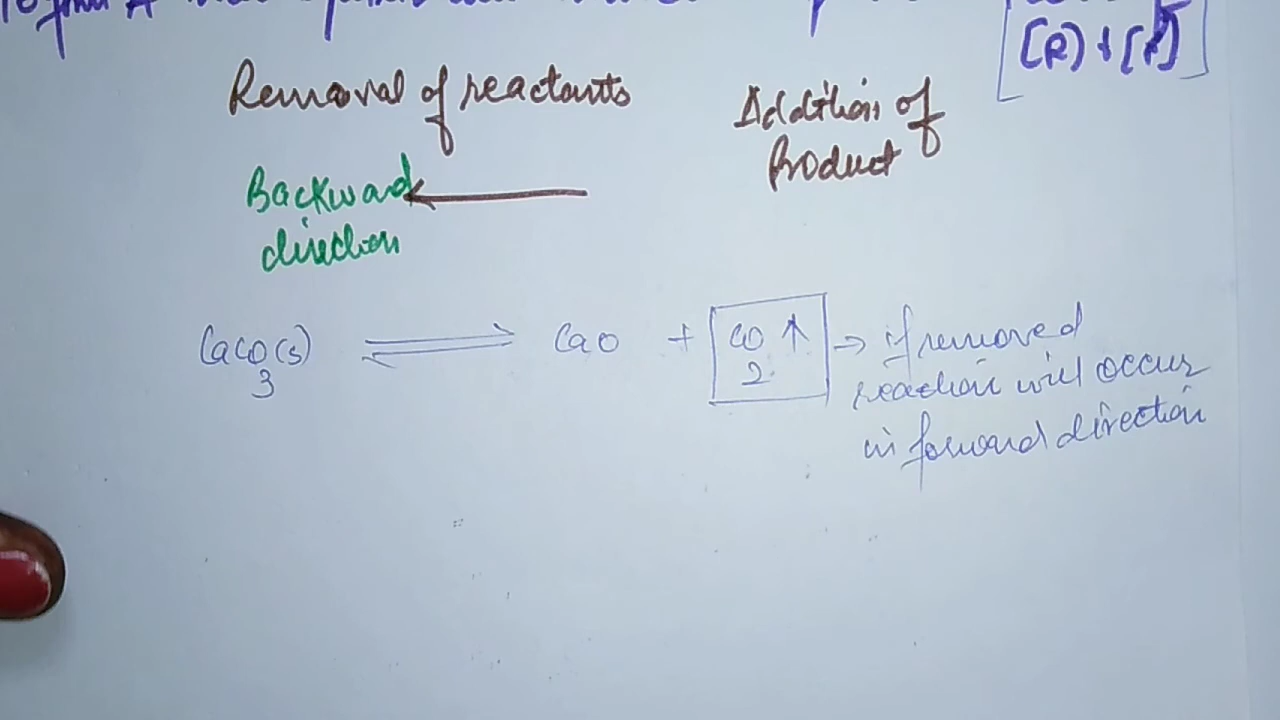 [R] + [P]
Removal of reactants
Addition of
Product
Backward
direction
CaCO3(s) ⇌ CaO + CO2 ↑ → if removed
reaction will occur
in forward direction